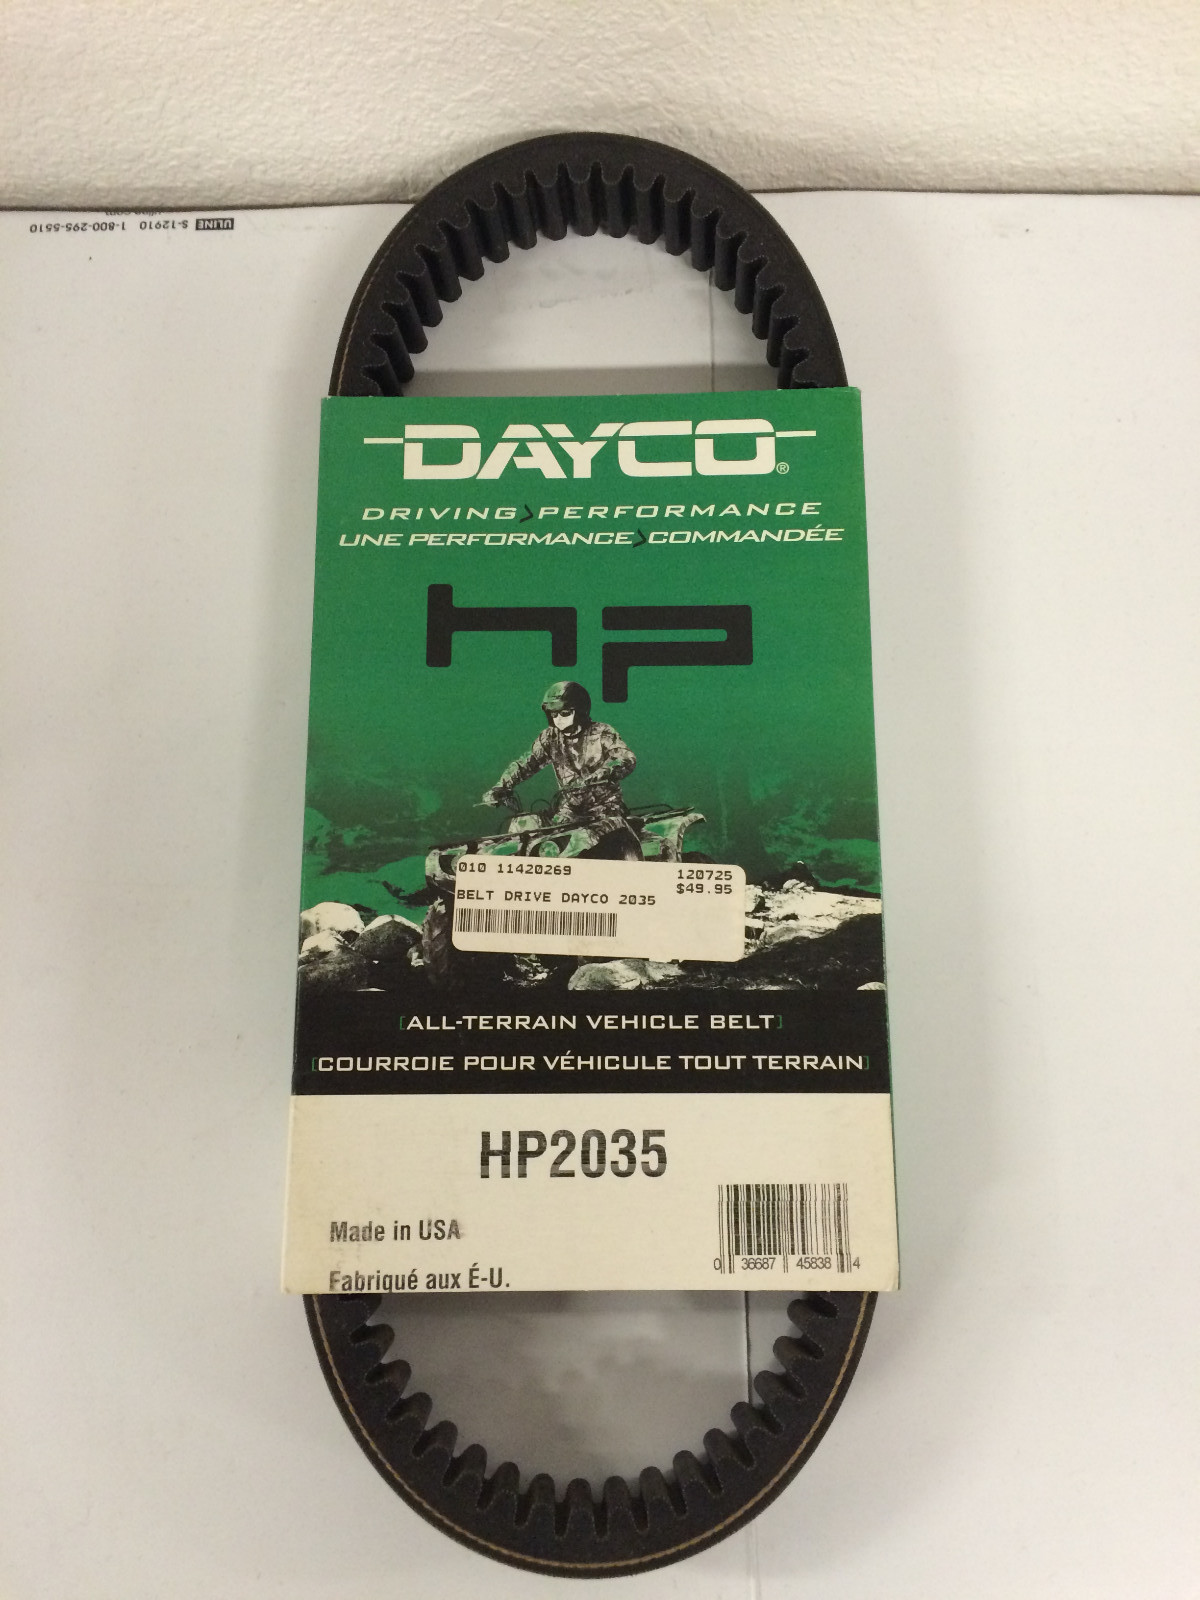 ULINE S-12910 1-800-295-5510
uline.com
DAYCO®
DRIVING>PERFORMANCE
UNE PERFORMANCE>COMMANDÉE
hp
010 11420269 120725
$49.95
BELT DRIVE DAYCO 2035
[ALL-TERRAIN VEHICLE BELT]
[COURROIE POUR VÉHICULE TOUT TERRAIN]
HP2035
Made in USA
Fabriqué aux É-U.
0 36687 45838 4